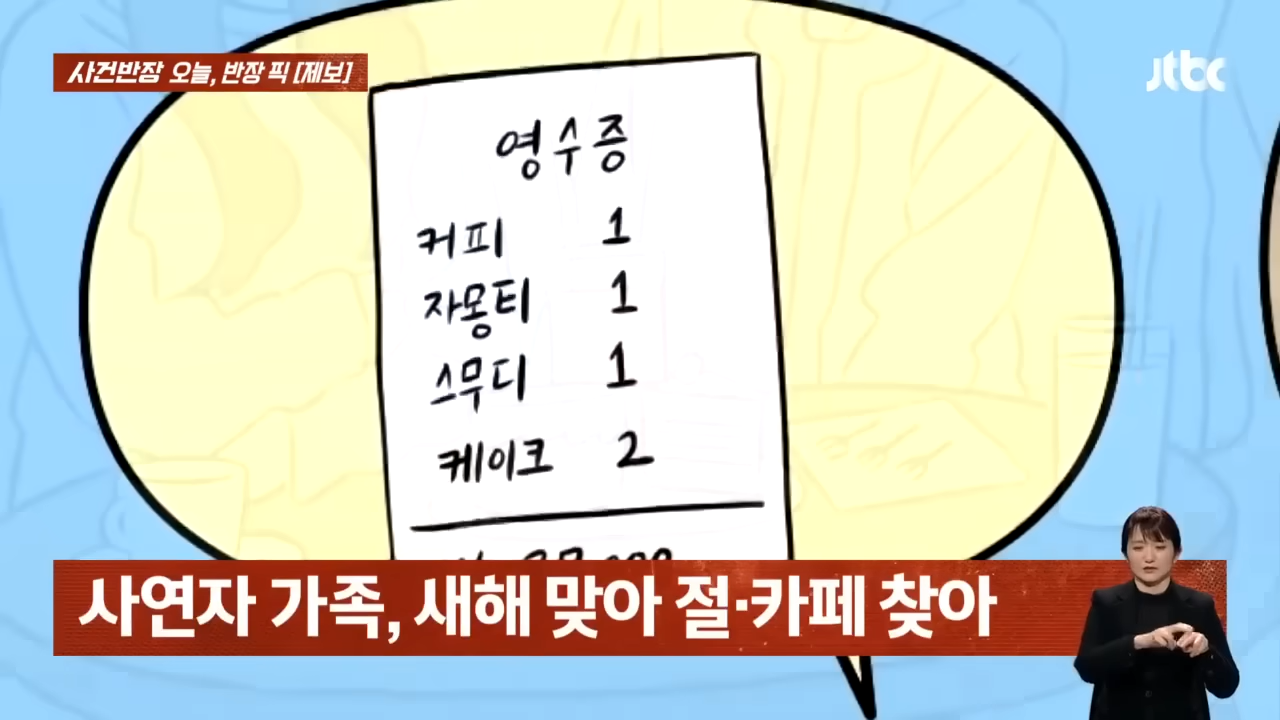 사건반장 오늘, 반장 픽 [제보]
jtbc
영수증
커피 1
자몽티 1
스무디 1
케이크 2
사연자 가족, 새해 맞아 절·카페 찾아